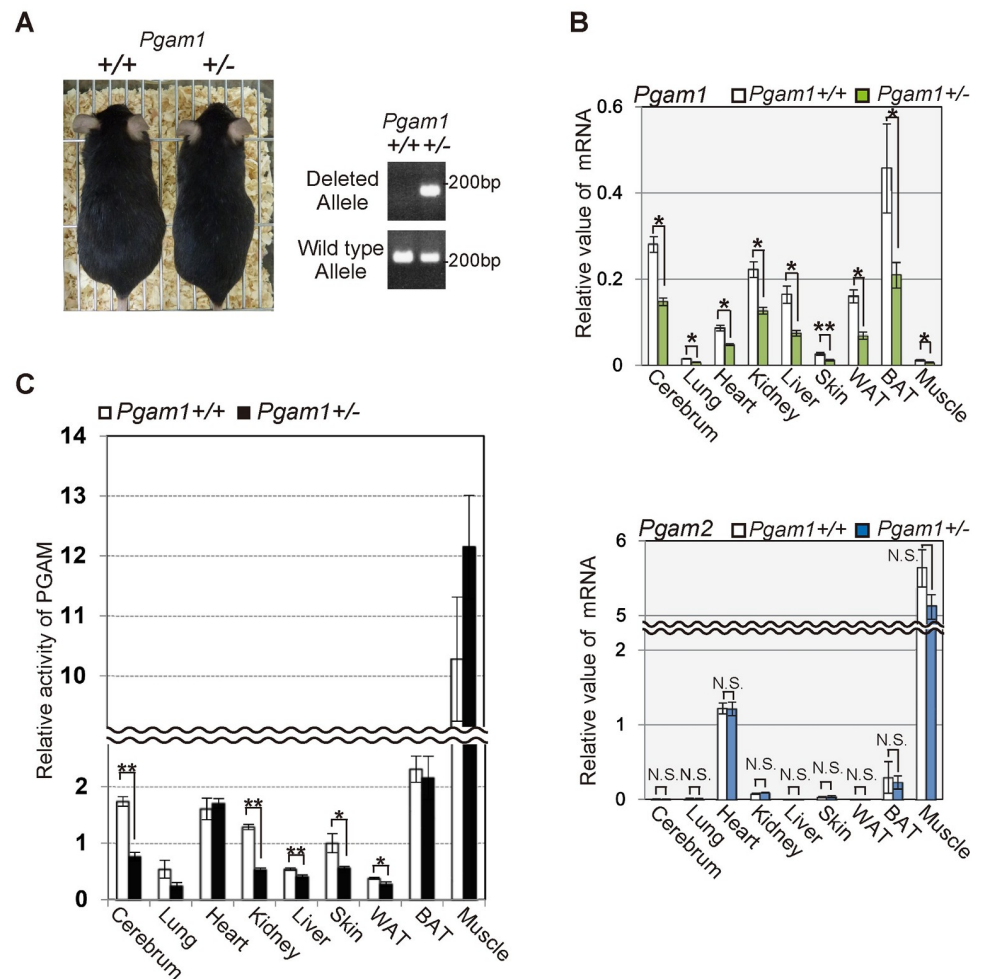 A
Pgam1
+/+ +/-
Pgam1
+/+ +/-
Deleted
Allele
-200bp
Wild type
Allele
-200bp
B
Pgam1 Pgam1+/+ Pgam1+/-
Relative value of mRNA
0.6
0.4
0.2
0
* * * * * ** * * *
Cerebrum
Lung
Heart
Kidney
Liver
Skin
WAT
BAT
Muscle
Pgam2 Pgam1+/+ Pgam1+/-
Relative value of mRNA
6
5
2
1
0
N.S. N.S. N.S. N.S. N.S. N.S. N.S. N.S. N.S.
Cerebrum
Lung
Heart
Kidney
Liver
Skin
WAT
BAT
Muscle
C
Pgam1+/+ Pgam1+/-
Relative activity of PGAM
14
13
12
11
10
2
1
0
** ** ** * *
Cerebrum
Lung
Heart
Kidney
Liver
Skin
WAT
BAT
Muscle